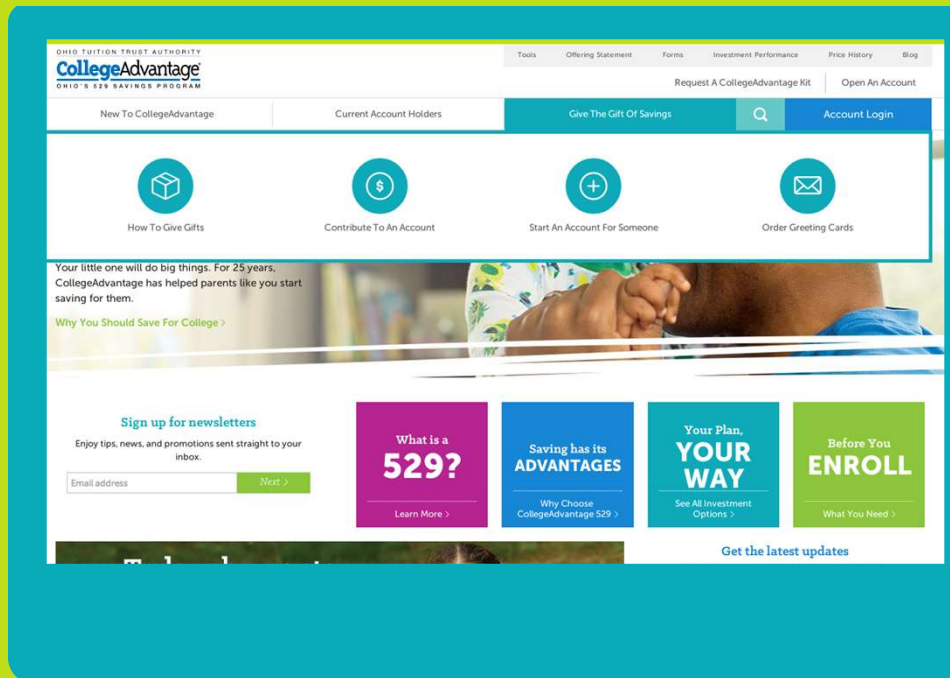 OHIO TUITION TRUST AUTHORITY
CollegeAdvantage
OHIO'S 529 SAVINGS PROGRAM
Tools Offering Statement Forms Investment Performance Price History Blog
Request A CollegeAdvantage Kit Open An Account
New To CollegeAdvantage Current Account Holders Give The Gift Of Savings Account Login
How To Give Gifts Contribute To An Account Start An Account For Someone Order Greeting Cards
Your little one will do big things. For 25 years,
CollegeAdvantage has helped parents like you start
saving for them.
Why You Should Save For College >
Sign up for newsletters
Enjoy tips, news, and promotions sent straight to your
inbox.
Email address Next >
What is a
529?
Learn More >
Saving has its
ADVANTAGES
Why Choose
CollegeAdvantage 529 >
Your Plan,
YOUR
WAY
See All Investment
Options >
Before You
ENROLL
What You Need >
Get the latest updates